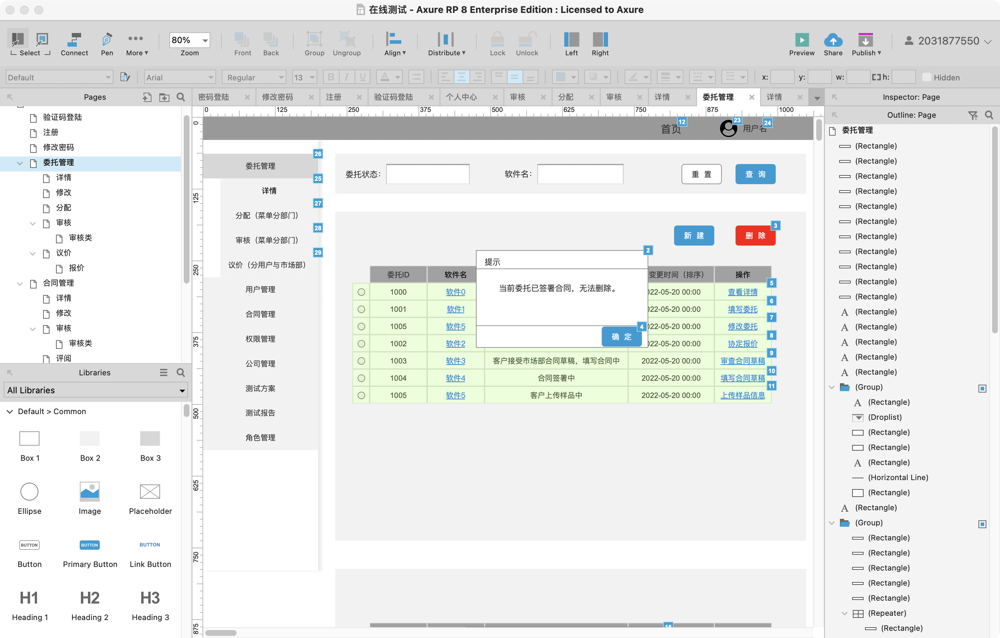 在线测试 - Axure RP 8 Enterprise Edition : Licensed to Axure
Select
Connect
Pen
More ▼
80%
Zoom
Front
Back
Group
Ungroup
Align ▼
Distribute ▼
Lock
Unlock
Left
Right
Preview
Share
Publish ▼
2031877550
Default
Arial
Regular
13
B I U A
x: y: w: h: Hidden
Pages
验证码登陆
注册
修改密码
委托管理
详情
修改
分配
审核
审核类
议价
报价
合同管理
详情
修改
审核
审核类
评阅
Libraries
All Libraries
Default > Common
Box 1 Box 2 Box 3
Ellipse Image Placeholder
BUTTON BUTTON BUTTON
Button Primary Button Link Button
H1 H2 H3
Heading 1 Heading 2 Heading 3
密码登陆 修改密码 注册 验证码登陆 个人中心 审核 分配 审核 详情 委托管理 详情
0 125 250 375 500 625 750 875 1000
0
125
250
375
500
625
750
875
首页 12 23 用户名 24
委托管理 26
详情 25
分配（菜单分部门） 27
审核（菜单分部门） 28
议价（分用户与市场部） 29
用户管理
合同管理
权限管理
公司管理
测试方案
测试报告
角色管理
委托状态： 软件名： 重 置 查 询
新 建 删 除 3
委托ID 软件名 变更时间（排序） 操作
1000 软件0 022-05-20 00:00 查看详情 5
1001 软件1 022-05-20 00:00 填写委托 6
1005 软件5 022-05-20 00:00 修改委托 7
1002 软件2 022-05-20 00:00 协定报价 8
1003 软件3 客户接受市场部合同草稿，填写合同中 2022-05-20 00:00 审查合同草稿 9
1004 软件4 合同签署中 2022-05-20 00:00 填写合同草稿 10
1005 软件5 客户上传样品中 2022-05-20 00:00 上传样品信息 11
2
提示
当前委托已签署合同，无法删除。
确 定 4
16
Inspector: Page
Outline: Page
委托管理
(Rectangle)
(Rectangle)
(Rectangle)
(Rectangle)
(Rectangle)
(Rectangle)
(Rectangle)
(Rectangle)
(Rectangle)
(Rectangle)
(Rectangle)
A (Rectangle)
A (Rectangle)
A (Rectangle)
A (Rectangle)
A (Rectangle)
(Group)
A (Rectangle)
(Droplist)
(Rectangle)
(Rectangle)
A (Rectangle)
(Horizontal Line)
(Rectangle)
A (Rectangle)
(Group)
(Rectangle)
(Rectangle)
(Rectangle)
(Rectangle)
(Rectangle)
(Repeater)
(Rectangle)